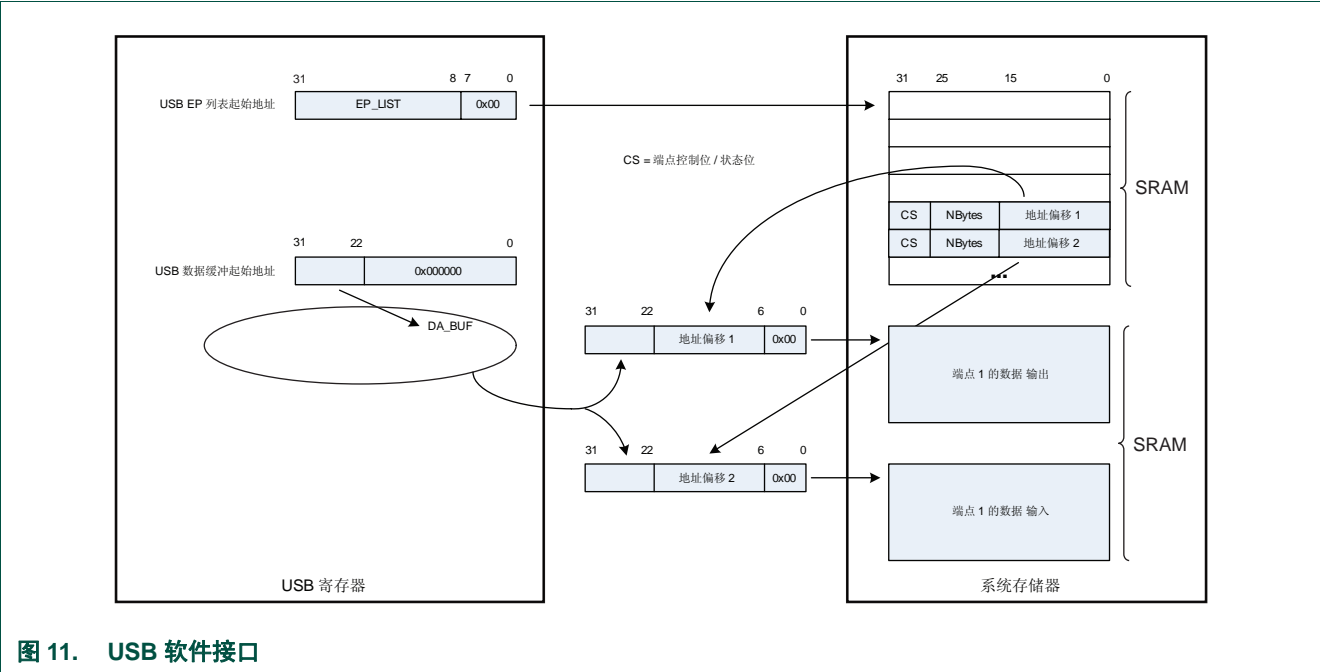 31 8 7 0
USB EP 列表起始地址 EP_LIST 0x00
CS = 端点控制位 / 状态位
31 22 0
USB 数据缓冲起始地址 0x000000
DA_BUF
USB 寄存器
31 22 6 0
地址偏移 1 0x00
31 22 6 0
地址偏移 2 0x00
31 25 15 0
CS NBytes 地址偏移 1
CS NBytes 地址偏移 2
...
SRAM
端点 1 的数据 输出
端点 1 的数据 输入
SRAM
系统存储器
图 11. USB 软件接口